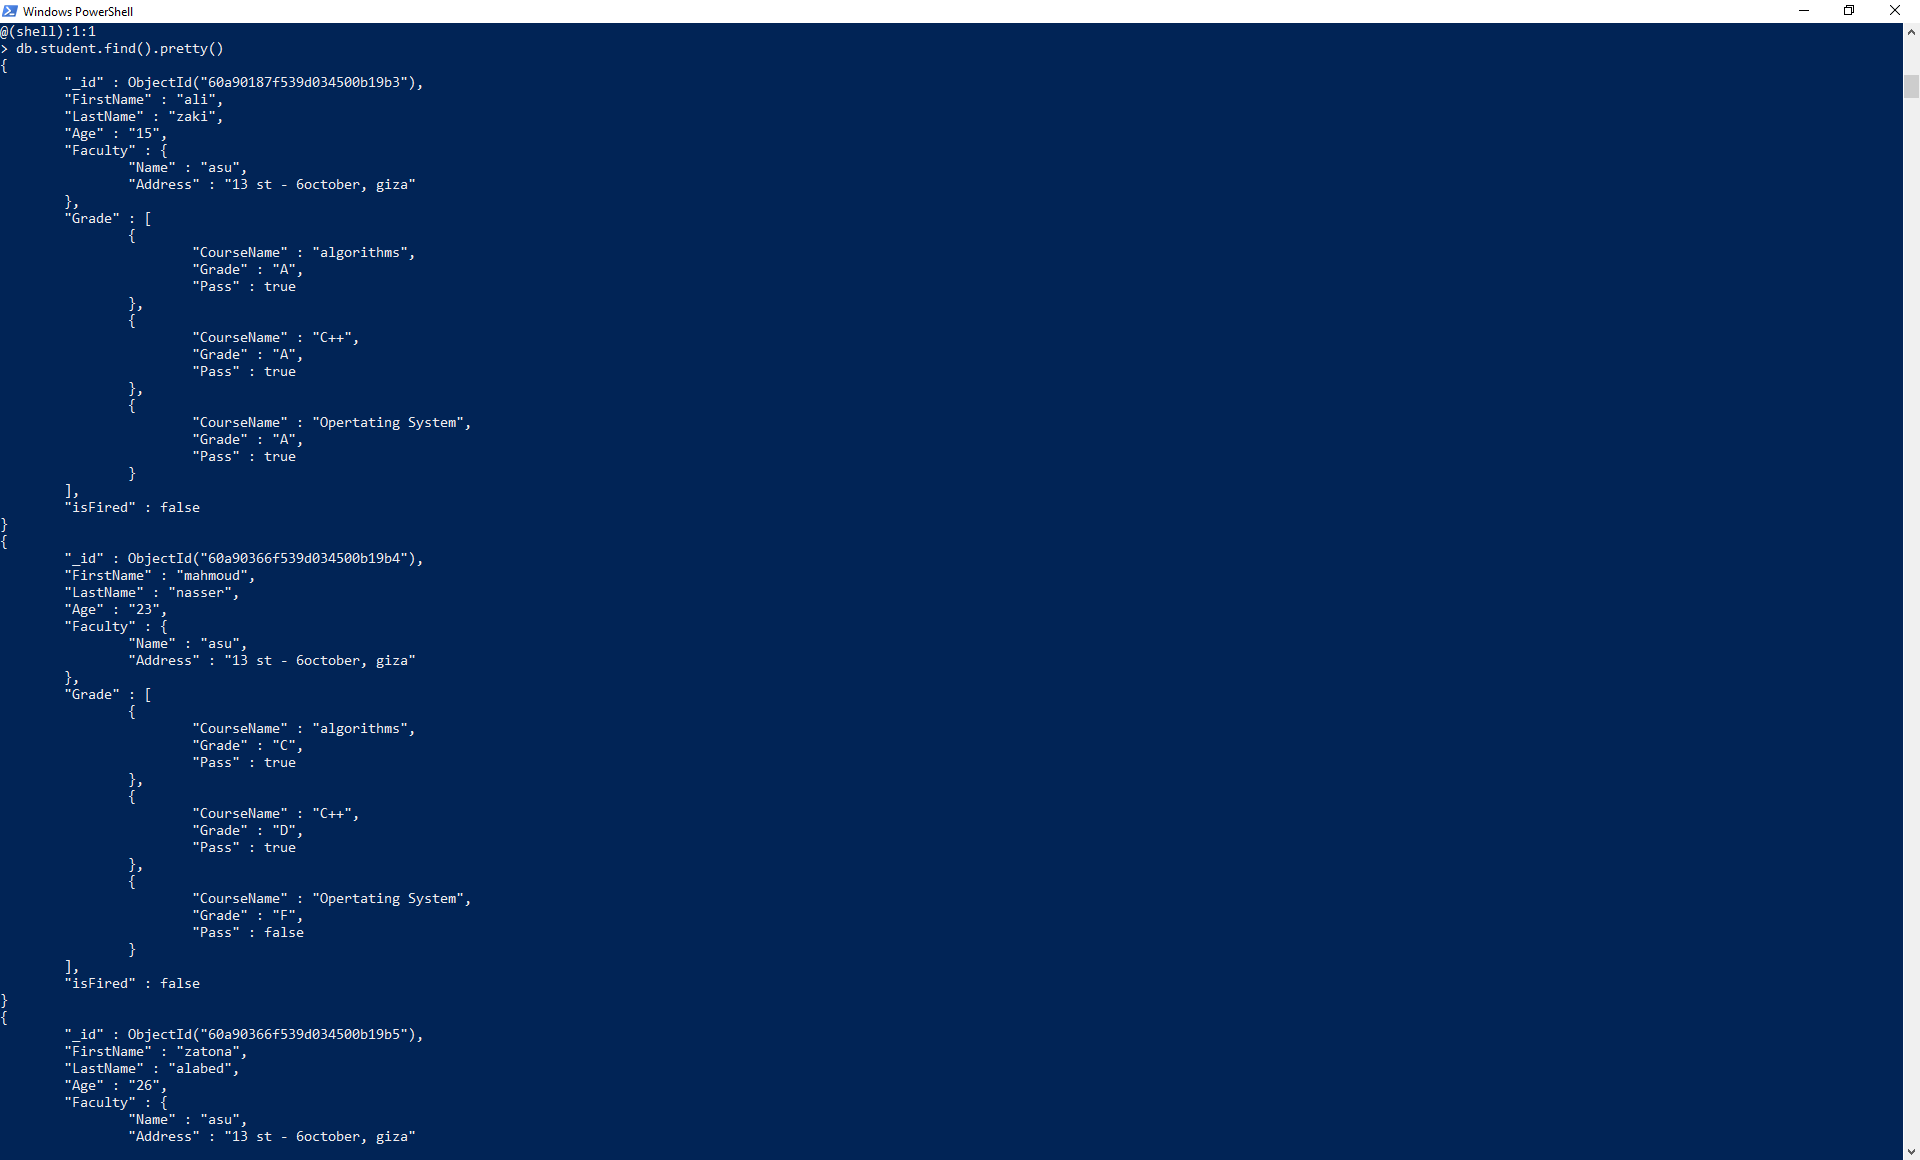 Windows PowerShell
@(shell):1:1
> db.student.find().pretty()
{
        "_id" : ObjectId("60a90187f539d034500b19b3"),
        "FirstName" : "ali",
        "LastName" : "zaki",
        "Age" : "15",
        "Faculty" : {
                "Name" : "asu",
                "Address" : "13 st - 6october, giza"
        },
        "Grade" : [
                {
                        "CourseName" : "algorithms",
                        "Grade" : "A",
                        "Pass" : true
                },
                {
                        "CourseName" : "C++",
                        "Grade" : "A",
                        "Pass" : true
                },
                {
                        "CourseName" : "Opertating System",
                        "Grade" : "A",
                        "Pass" : true
                }
        ],
        "isFired" : false
}
{
        "_id" : ObjectId("60a90366f539d034500b19b4"),
        "FirstName" : "mahmoud",
        "LastName" : "nasser",
        "Age" : "23",
        "Faculty" : {
                "Name" : "asu",
                "Address" : "13 st - 6october, giza"
        },
        "Grade" : [
                {
                        "CourseName" : "algorithms",
                        "Grade" : "C",
                        "Pass" : true
                },
                {
                        "CourseName" : "C++",
                        "Grade" : "D",
                        "Pass" : true
                },
                {
                        "CourseName" : "Opertating System",
                        "Grade" : "F",
                        "Pass" : false
                }
        ],
        "isFired" : false
}
{
        "_id" : ObjectId("60a90366f539d034500b19b5"),
        "FirstName" : "zatona",
        "LastName" : "alabed",
        "Age" : "26",
        "Faculty" : {
                "Name" : "asu",
                "Address" : "13 st - 6october, giza"